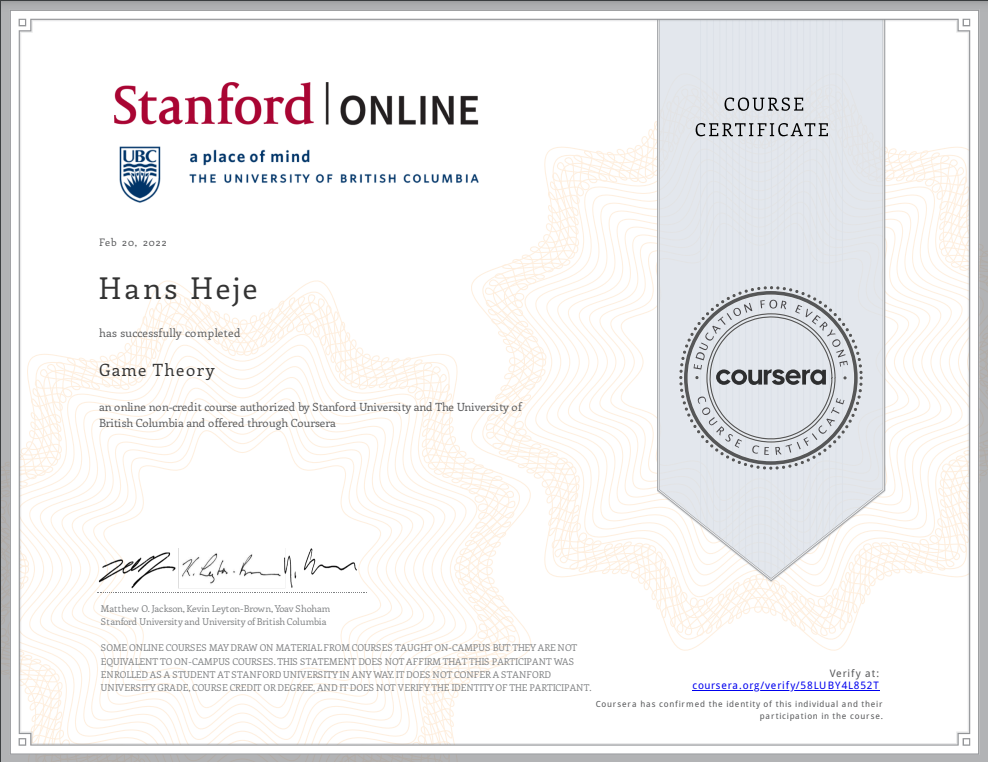 Stanford | ONLINE
UBC
a place of mind
THE UNIVERSITY OF BRITISH COLUMBIA
COURSE
CERTIFICATE
Feb 20, 2022
Hans Heje
has successfully completed
Game Theory
an online non-credit course authorized by Stanford University and The University of
British Columbia and offered through Coursera
EDUCATION FOR EVERYONE
coursera
COURSE CERTIFICATE
Matthew O. Jackson, Kevin Leyton-Brown, Yoav Shoham
Stanford University and University of British Columbia
SOME ONLINE COURSES MAY DRAW ON MATERIAL FROM COURSES TAUGHT ON-CAMPUS BUT THEY ARE NOT
EQUIVALENT TO ON-CAMPUS COURSES. THIS STATEMENT DOES NOT AFFIRM THAT THIS PARTICIPANT WAS
ENROLLED AS A STUDENT AT STANFORD UNIVERSITY IN ANY WAY. IT DOES NOT CONFER A STANFORD
UNIVERSITY GRADE, COURSE CREDIT OR DEGREE, AND IT DOES NOT VERIFY THE IDENTITY OF THE PARTICIPANT.
Verify at:
coursera.org/verify/58LUBY4L852T
Coursera has confirmed the identity of this individual and their
participation in the course.